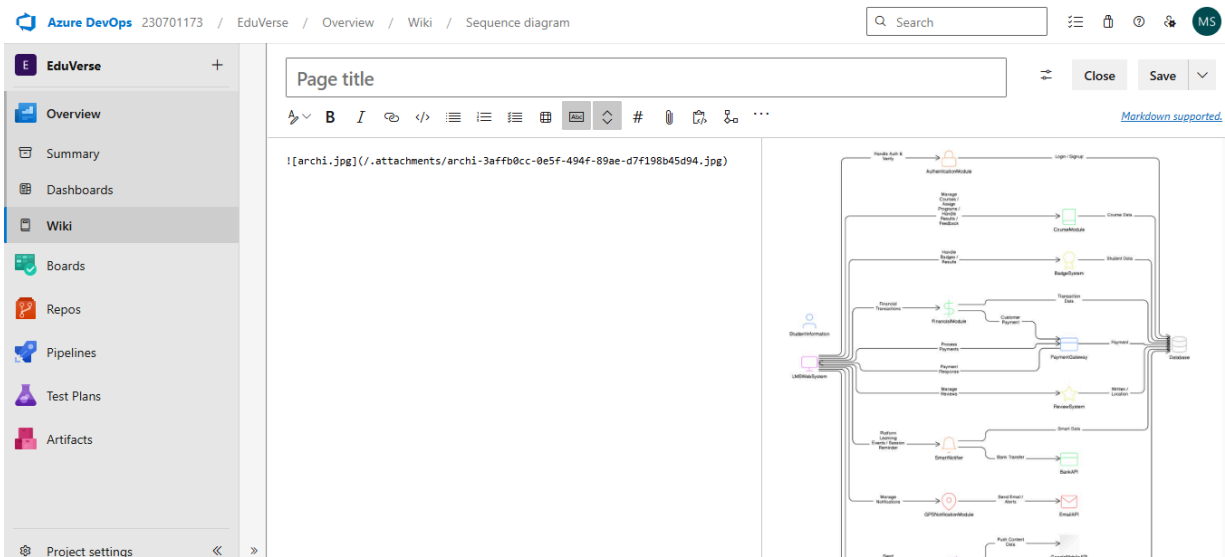 Azure DevOps 230701173 / EduVerse / Overview / Wiki / Sequence diagram
Search
MS
E EduVerse
Page title
Close
Save
Overview
Markdown supported.
Summary
Dashboards
Wiki
Boards
Repos
Pipelines
Test Plans
Artifacts
Project settings
![archi.jpg](/.attachments/archi-3affb0cc-0e5f-494f-89ae-d7f198b45d94.jpg)
Handle Auth &
Verify
AuthenticationModule
Login / Signup
Manage
Courses /
Assign
Programs /
Handle
Results /
Feedback
CourseModule
Course Data
Handle
Badges /
Results
BadgeSystem
Student Data
Financial
Transactions
FinancialModule
Transaction
Data
Customer
Payment
StudentInformation
Process
Payments
PaymentGateway
Payment
Database
LMSWebSystem
Payment
Response
Manage
Reviews
ReviewSystem
Written /
Location
Platform
Learning
Events / Session
Reminder
SmartNotifier
Smart Data
Bank Transfer
BankAPI
Manage
Notifications
GPSNotificationModule
Send Email /
Alerts
EmailAPI
Push Content
Data
Send